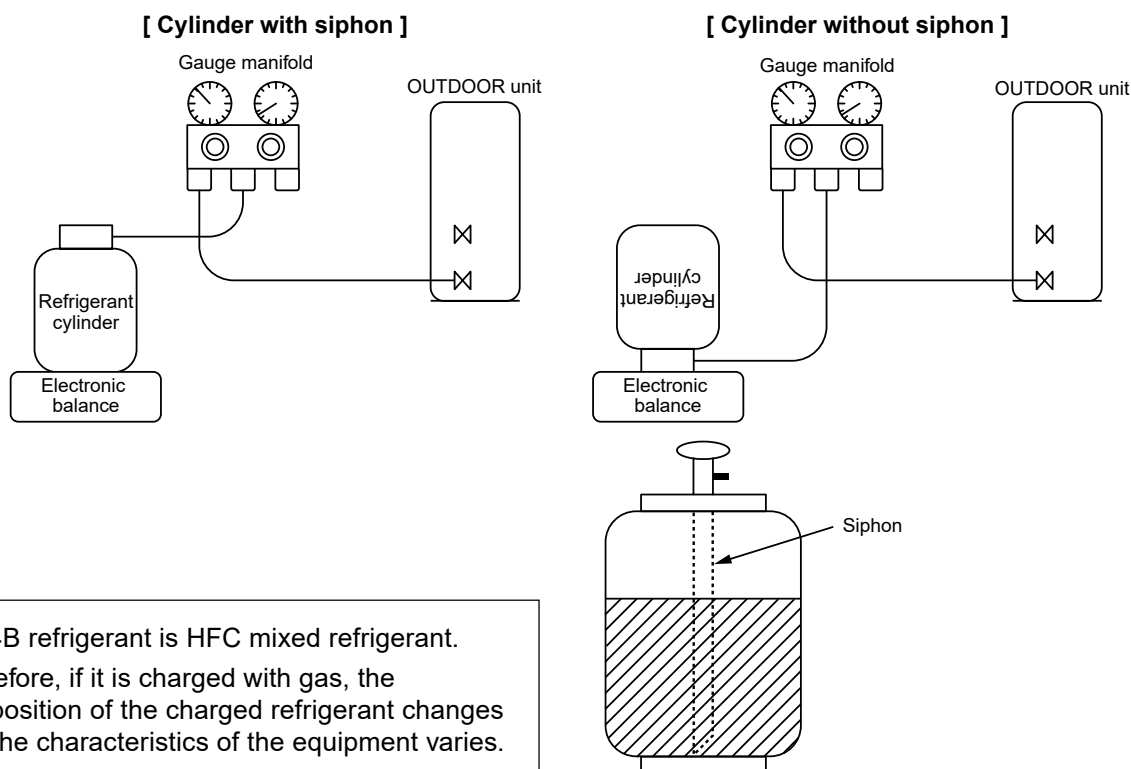 [ Cylinder with siphon ]
Gauge manifold
OUTDOOR unit
Refrigerant
cylinder
Electronic
balance
[ Cylinder without siphon ]
Gauge manifold
OUTDOOR unit
Refrigerant
cylinder
Electronic
balance
Siphon
refrigerant is HFC mixed refrigerant.
if it is charged with gas, the
of the charged refrigerant changes
the characteristics of the equipment varies.